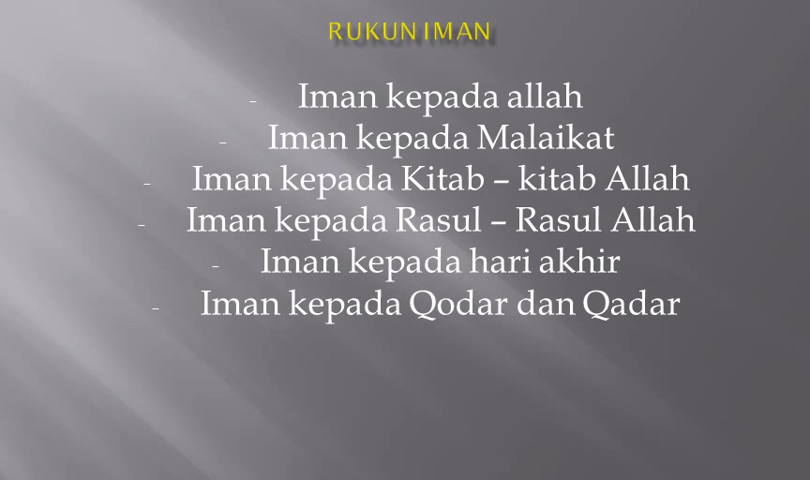 RUKUN IMAN
- Iman kepada allah
- Iman kepada Malaikat
- Iman kepada Kitab – kitab Allah
- Iman kepada Rasul – Rasul Allah
- Iman kepada hari akhir
- Iman kepada Qodar dan Qadar